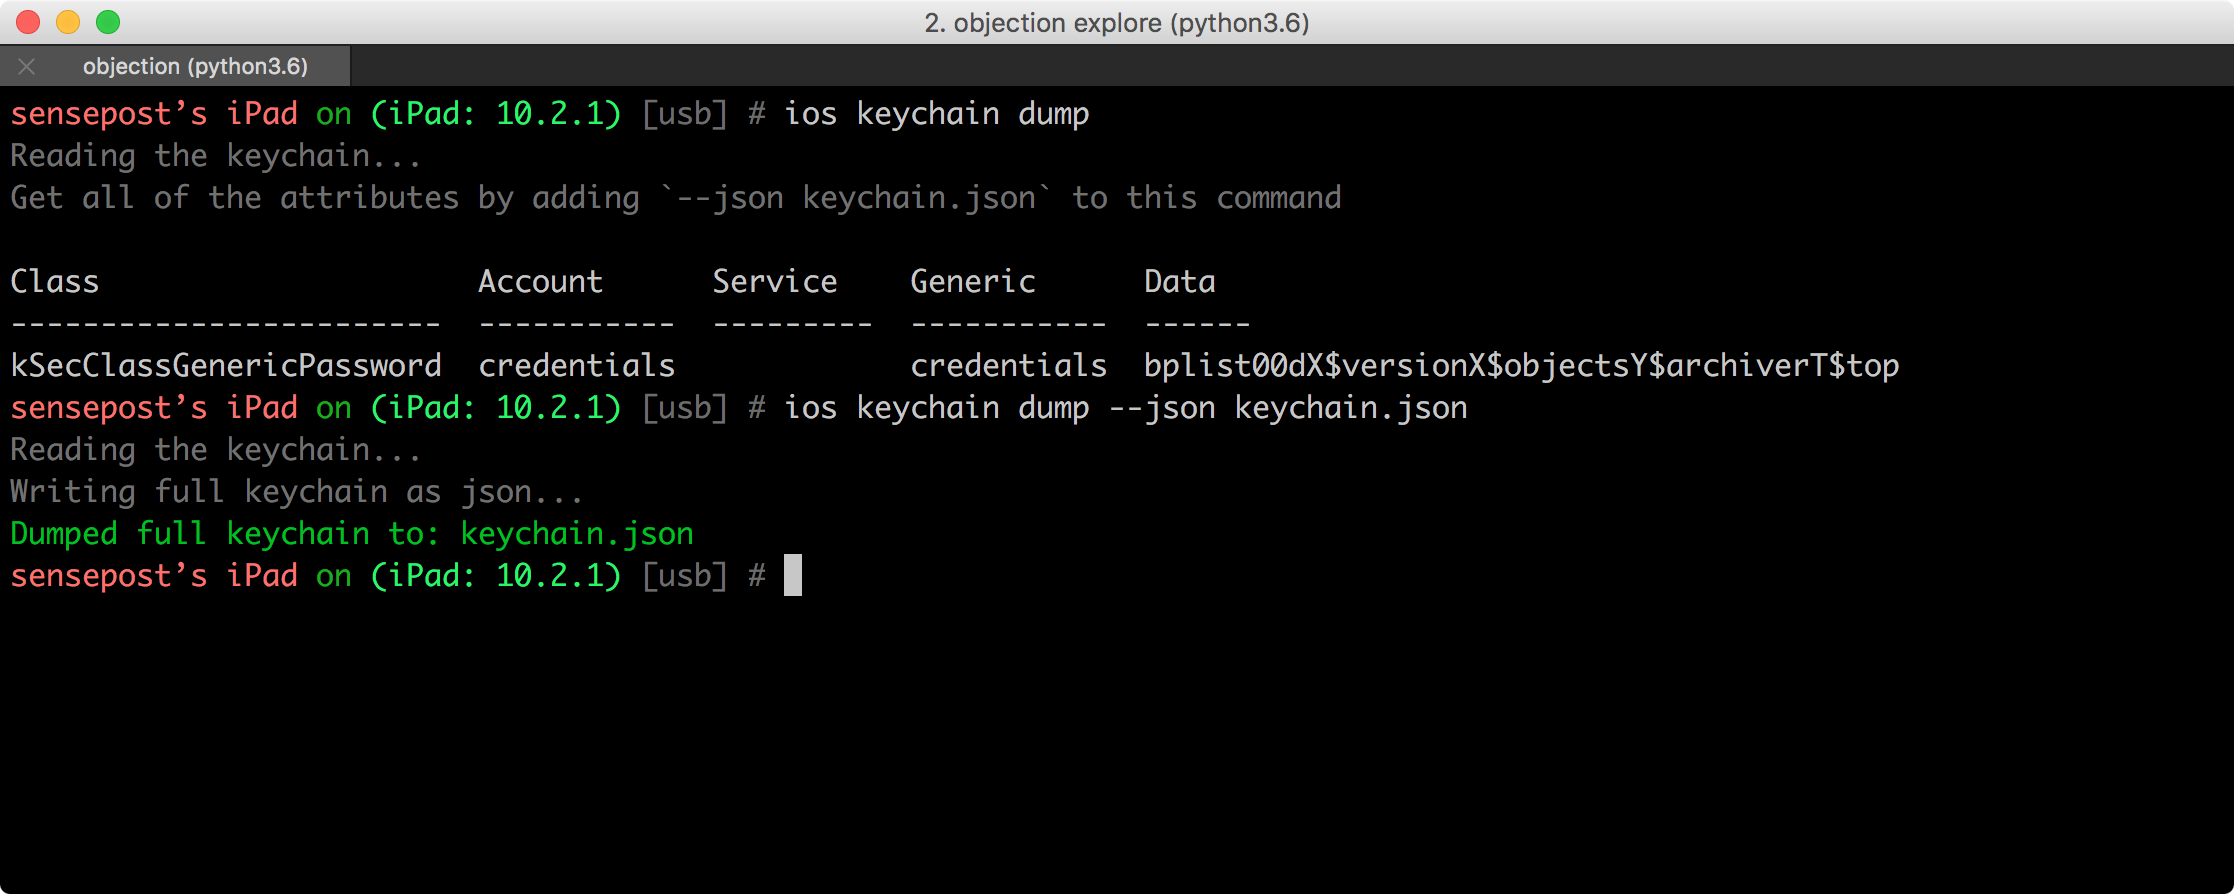 2. objection explore (python3.6)
objection (python3.6)
sensepost’s iPad on (iPad: 10.2.1) [usb] # ios keychain dump
Reading the keychain...
Get all of the attributes by adding `--json keychain.json` to this command
Class                     Account      Service    Generic      Data
------------------------  -----------  ---------  -----------  ------
kSecClassGenericPassword  credentials             credentials  bplist00dX$versionX$objectsY$archiverT$top
sensepost’s iPad on (iPad: 10.2.1) [usb] # ios keychain dump --json keychain.json
Reading the keychain...
Writing full keychain as json...
Dumped full keychain to: keychain.json
sensepost’s iPad on (iPad: 10.2.1) [usb] #